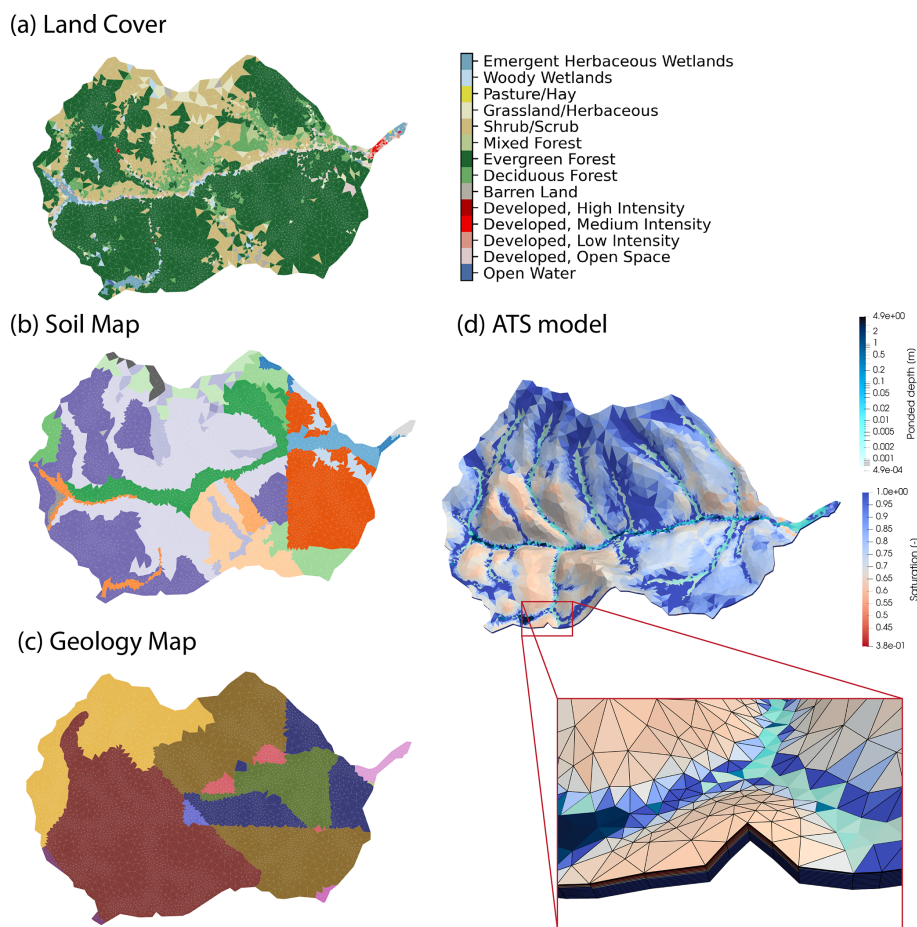 (a) Land Cover
Emergent Herbaceous Wetlands
Woody Wetlands
Pasture/Hay
Grassland/Herbaceous
Shrub/Scrub
Mixed Forest
Evergreen Forest
Deciduous Forest
Barren Land
Developed, High Intensity
Developed, Medium Intensity
Developed, Low Intensity
Developed, Open Space
Open Water
(b) Soil Map
(d) ATS model
4.9e+00
2
1
0.5
0.2
0.1
0.05
0.02
0.01
0.005
0.002
0.001
4.9e-04
Ponded depth (m)
1.0e+00
0.95
0.9
0.85
0.8
0.75
0.7
0.65
0.6
0.55
0.5
0.45
3.8e-01
Saturation (-)
(c) Geology Map